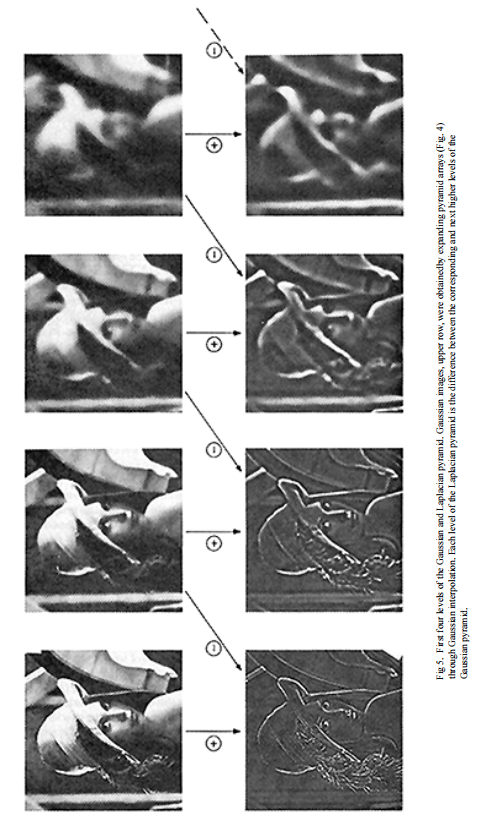 Fig 5. First four levels of the Gaussian and Laplacian pyramid. Gaussian images, upper row, were obtainedby expanding pyramid arrays (Fig. 4)
through Gaussian interpolation. Each level of the Laplacian pyramid is the difference between the corresponding and next higher levels of the
Gaussian pyramid.